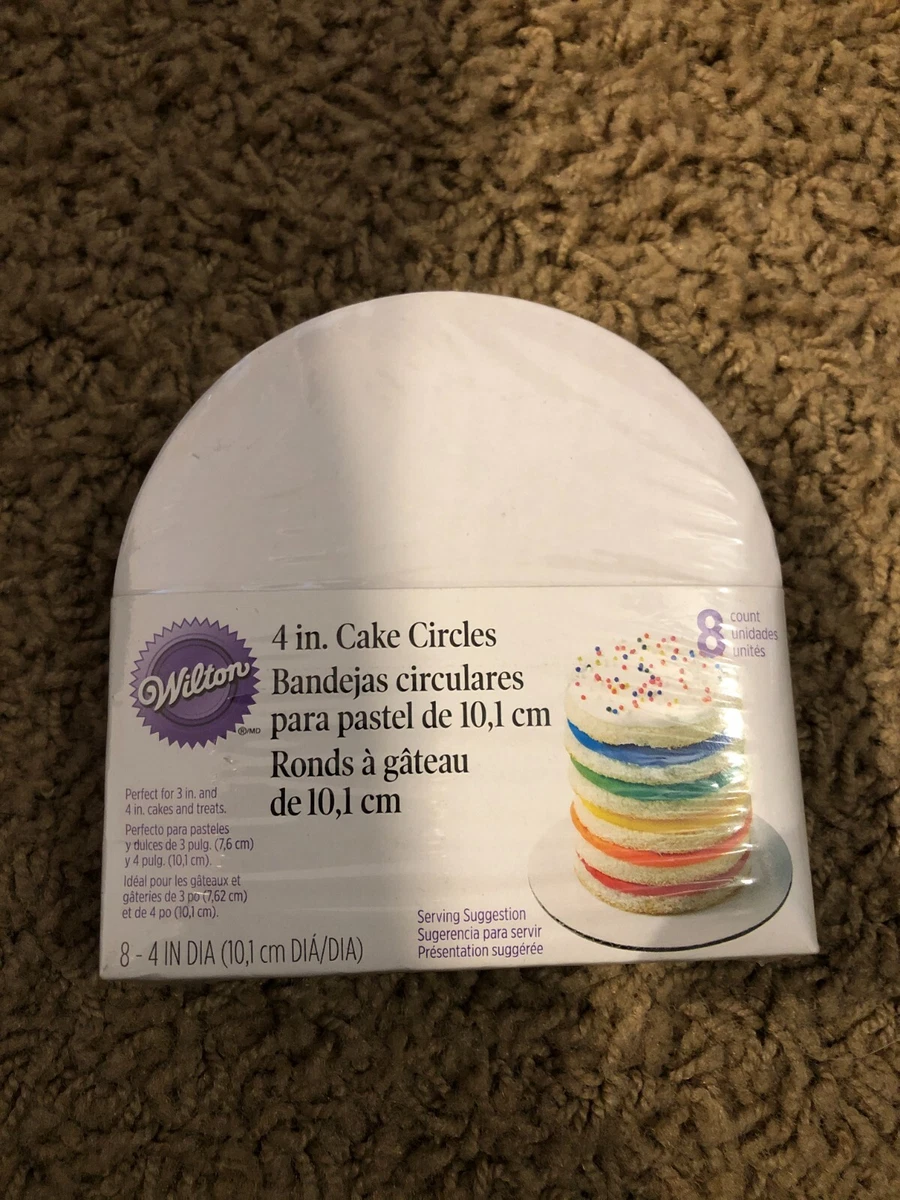 Wilton
®/MD
4 in. Cake Circles
Bandejas circulares
para pastel de 10,1 cm
Ronds à gâteau
de 10,1 cm
8
count
unidades
unités
Perfect for 3 in. and
4 in. cakes and treats.
Perfecto para pasteles
y dulces de 3 pulg. (7,6 cm)
y 4 pulg. (10,1 cm).
Idéal pour les gâteaux et
gâteries de 3 po (7,62 cm)
et de 4 po (10,1 cm).
Serving Suggestion
Sugerencia para servir
Présentation suggérée
8 - 4 IN DIA (10,1 cm DIÁ/DIA)